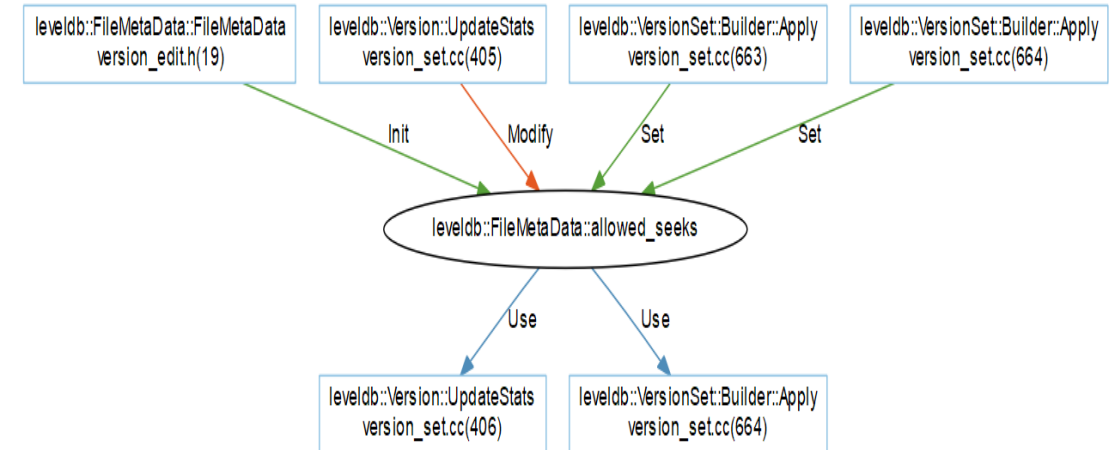 leveldb::FileMetaData::FileMetaData
version_edit.h(19)
leveldb::Version::UpdateStats
version_set.cc(405)
leveldb::VersionSet::Builder::Apply
version_set.cc(663)
leveldb::VersionSet::Builder::Apply
version_set.cc(664)
Init
Modify
Set
Set
leveldb::FileMetaData::allowed_seeks
Use
Use
leveldb::Version::UpdateStats
version_set.cc(406)
leveldb::VersionSet::Builder::Apply
version_set.cc(664)